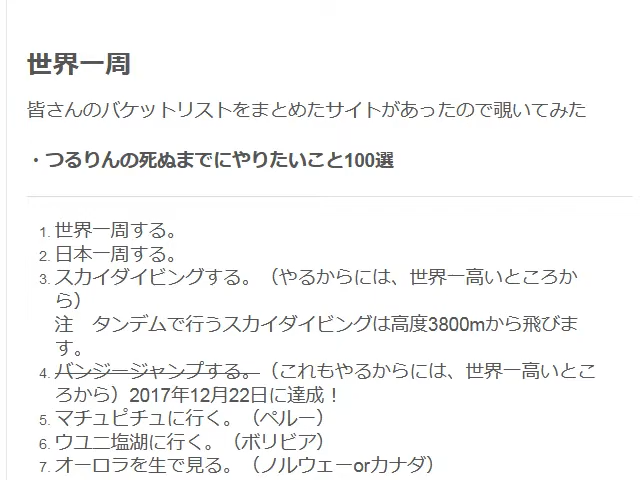 世界一周
皆さんのバケットリストをまとめたサイトがあったので覗いてみた
・つるりんの死ぬまでにやりたいこと100選
1. 世界一周する。
2. 日本一周する。
3. スカイダイビングする。（やるからには、世界一高いところか
ら）
注　タンデムで行うスカイダイビングは高度3800mから飛びま
す。
4. バンジージャンプする。（これもやるからには、世界一高いとこ
ろから）2017年12月22日に達成！
5. マチュピチュに行く。（ペルー）
6. ウユニ塩湖に行く。（ボリビア）
7. オーロラを生で見る。（ノルウェーorカナダ）